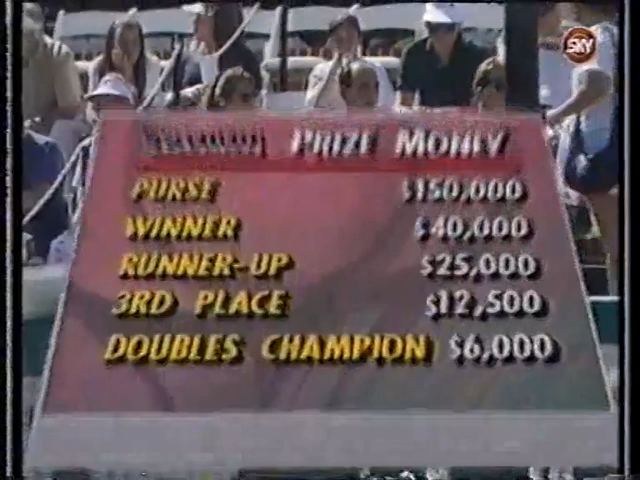 SKY
PRIZE MONEY
PURSE $150,000
WINNER $40,000
RUNNER-UP $25,000
3RD PLACE $12,500
DOUBLES CHAMPION $6,000